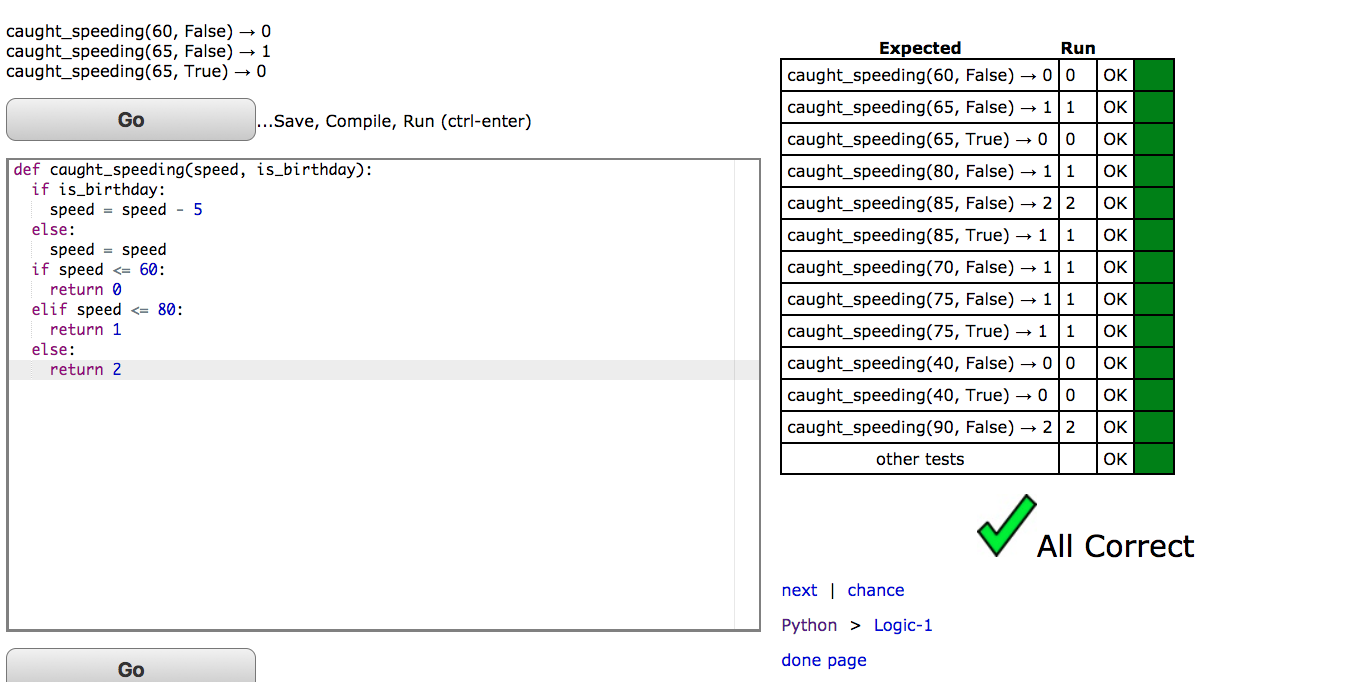 caught_speeding(60, False) → 0
caught_speeding(65, False) → 1
caught_speeding(65, True) → 0
Go
...Save, Compile, Run (ctrl-enter)
def caught_speeding(speed, is_birthday):
  if is_birthday:
    speed = speed - 5
  else:
    speed = speed
  if speed <= 60:
    return 0
  elif speed <= 80:
    return 1
  else:
    return 2
Go
Expected Run
caught_speeding(60, False) → 0 0 OK
caught_speeding(65, False) → 1 1 OK
caught_speeding(65, True) → 0 0 OK
caught_speeding(80, False) → 1 1 OK
caught_speeding(85, False) → 2 2 OK
caught_speeding(85, True) → 1 1 OK
caught_speeding(70, False) → 1 1 OK
caught_speeding(75, False) → 1 1 OK
caught_speeding(75, True) → 1 1 OK
caught_speeding(40, False) → 0 0 OK
caught_speeding(40, True) → 0 0 OK
caught_speeding(90, False) → 2 2 OK
other tests OK
All Correct
next | chance
Python > Logic-1
done page